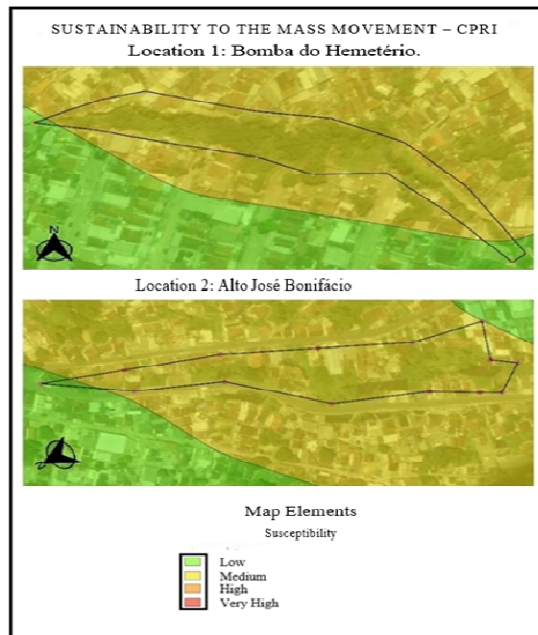 SUSTAINABILITY TO THE MASS MOVEMENT – CPRI
Location 1: Bomba do Hemetério.
N
Location 2: Alto José Bonifácio
Map Elements
Susceptibility
Low
Medium
High
Very High